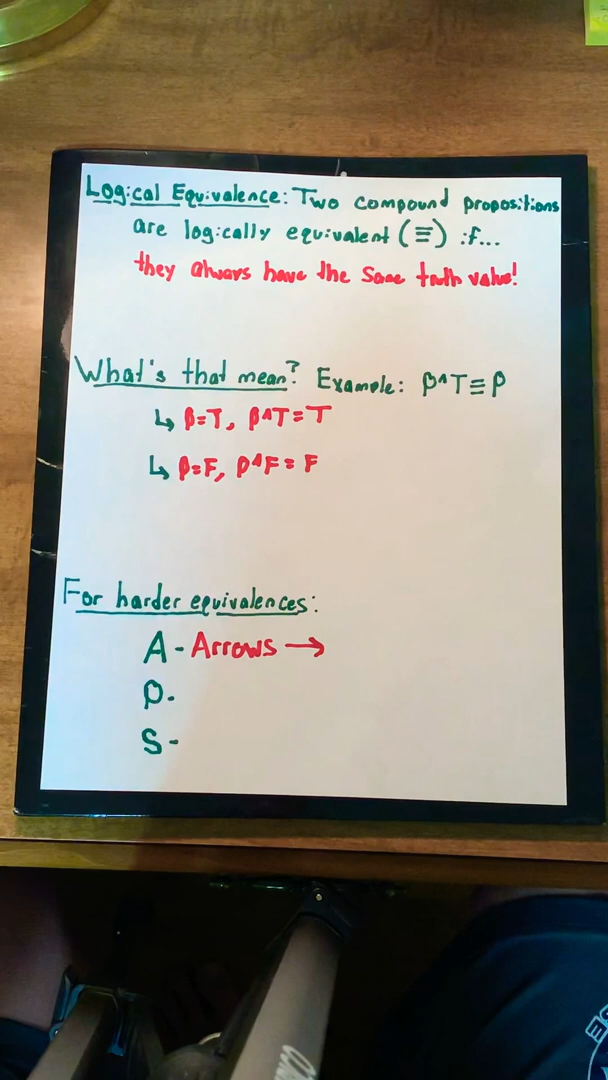 Logical Equivalence: Two compound propositions
are logically equivalent (≡) if...
they always have the same truth value!
What's that mean? Example: p^T≡p
↳ p=T, p^T=T
↳ p=F, p^F=F
For harder equivalences:
A - Arrows →
P -
S -